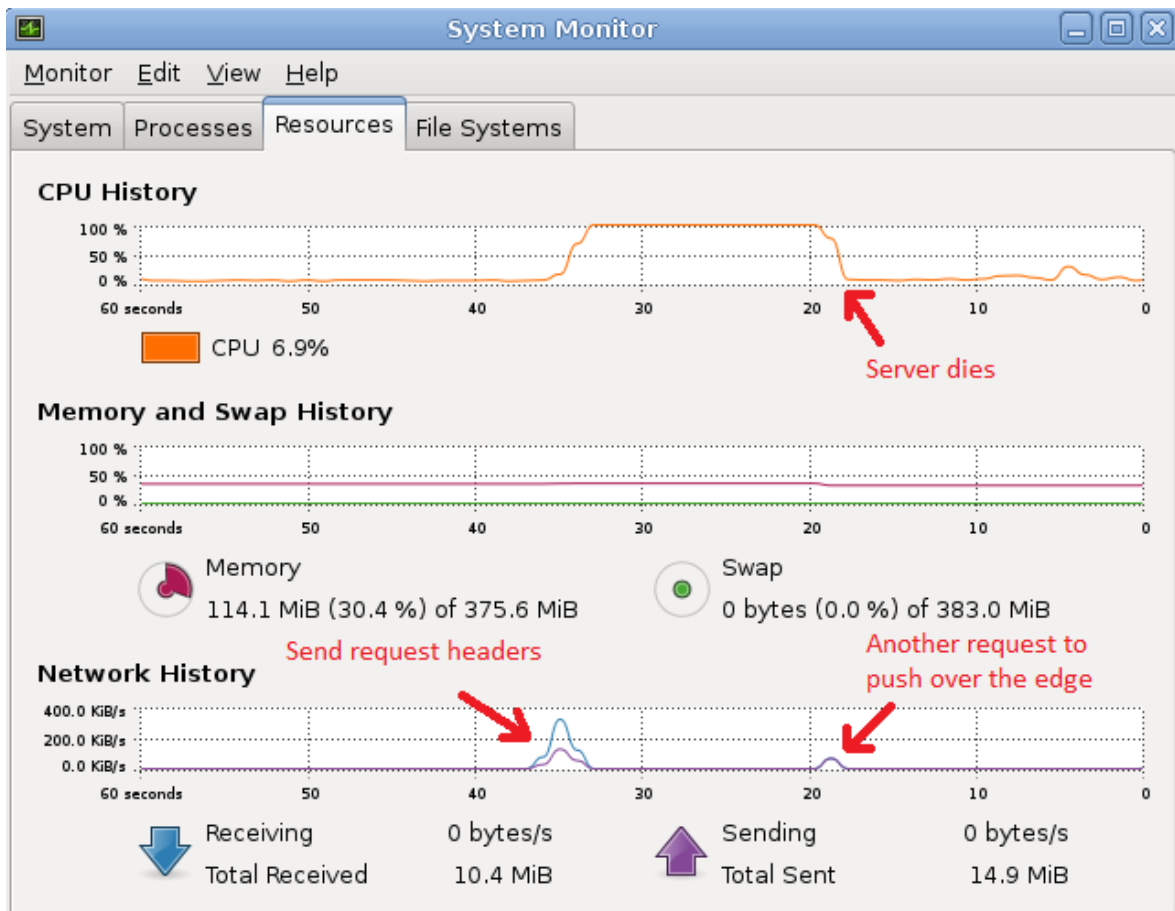 System Monitor
Monitor Edit View Help
System Processes Resources File Systems
CPU History
100 %
50 %
0 %
60 seconds 50 40 30 20 10 0
CPU 6.9%
Server dies
Memory and Swap History
100 %
50 %
0 %
60 seconds 50 40 30 20 10 0
Memory
114.1 MiB (30.4 %) of 375.6 MiB
Swap
0 bytes (0.0 %) of 383.0 MiB
Send request headers
Another request to
push over the edge
Network History
400.0 KiB/s
200.0 KiB/s
0.0 KiB/s
60 seconds 50 40 30 20 10 0
Receiving 0 bytes/s
Total Received 10.4 MiB
Sending 0 bytes/s
Total Sent 14.9 MiB